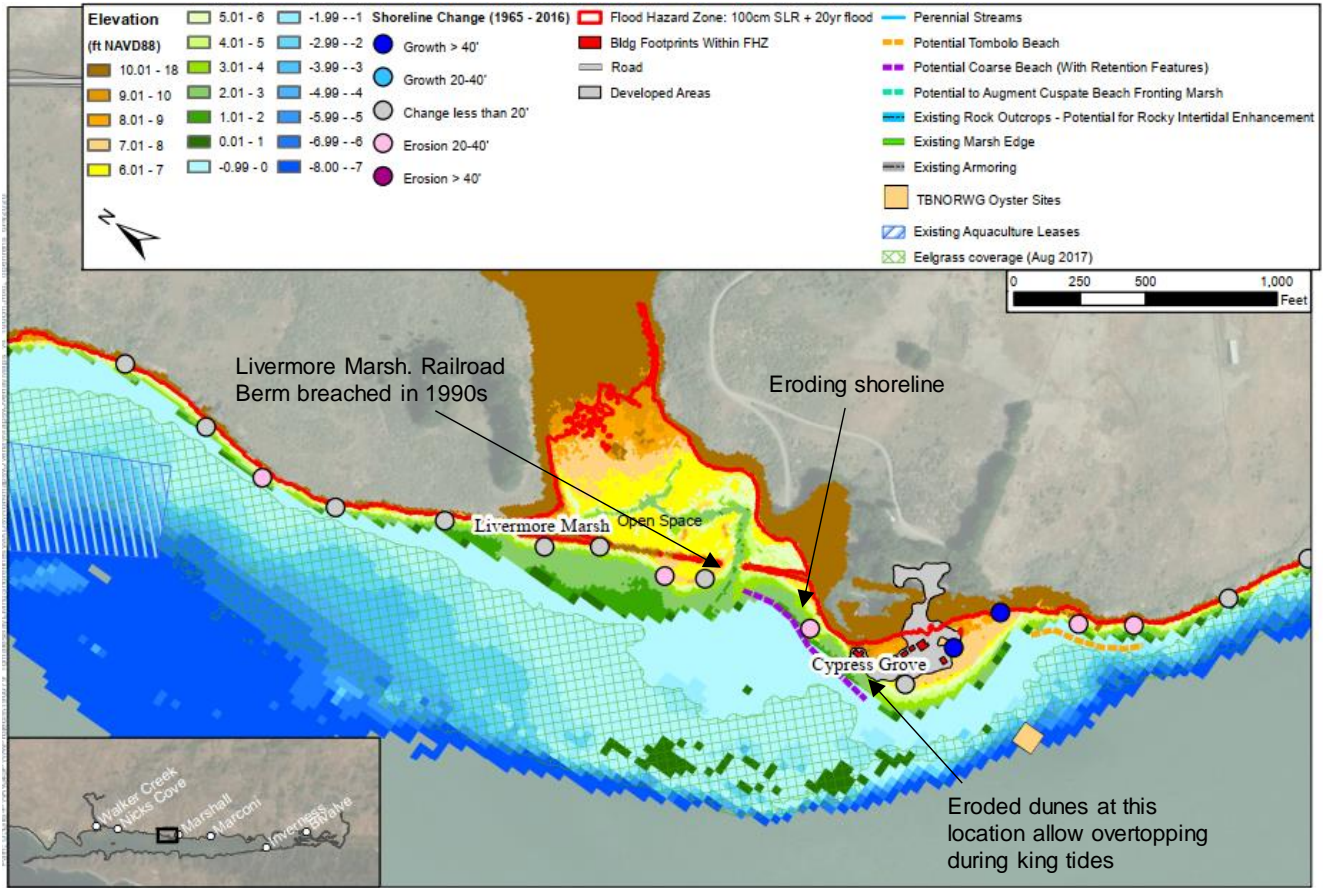 Elevation
(ft NAVD88)
10.01 - 18
9.01 - 10
8.01 - 9
7.01 - 8
6.01 - 7
5.01 - 6
4.01 - 5
3.01 - 4
2.01 - 3
1.01 - 2
0.01 - 1
-0.99 - 0
-1.99 - -1
-2.99 - -2
-3.99 - -3
-4.99 - -4
-5.99 - -5
-6.99 - -6
-8.00 - -7
Shoreline Change (1965 - 2016)
Growth > 40'
Growth 20-40'
Change less than 20'
Erosion 20-40'
Erosion > 40'
Flood Hazard Zone: 100cm SLR + 20yr flood
Bldg Footprints Within FHZ
Road
Developed Areas
Perennial Streams
Potential Tombolo Beach
Potential Coarse Beach (With Retention Features)
Potential to Augment Cuspate Beach Fronting Marsh
Existing Rock Outcrops - Potential for Rocky Intertidal Enhancement
Existing Marsh Edge
Existing Armoring
TBNORWG Oyster Sites
Existing Aquaculture Leases
Eelgrass coverage (Aug 2017)
N
0 250 500 1,000
Feet
Livermore Marsh. Railroad
Berm breached in 1990s
Eroding shoreline
Livermore Marsh
Open Space
Cypress Grove
Eroded dunes at this
location allow overtopping
during king tides
Walker Creek
Nicks Cove
Marshall
Marconi
Inverness
Bivalve